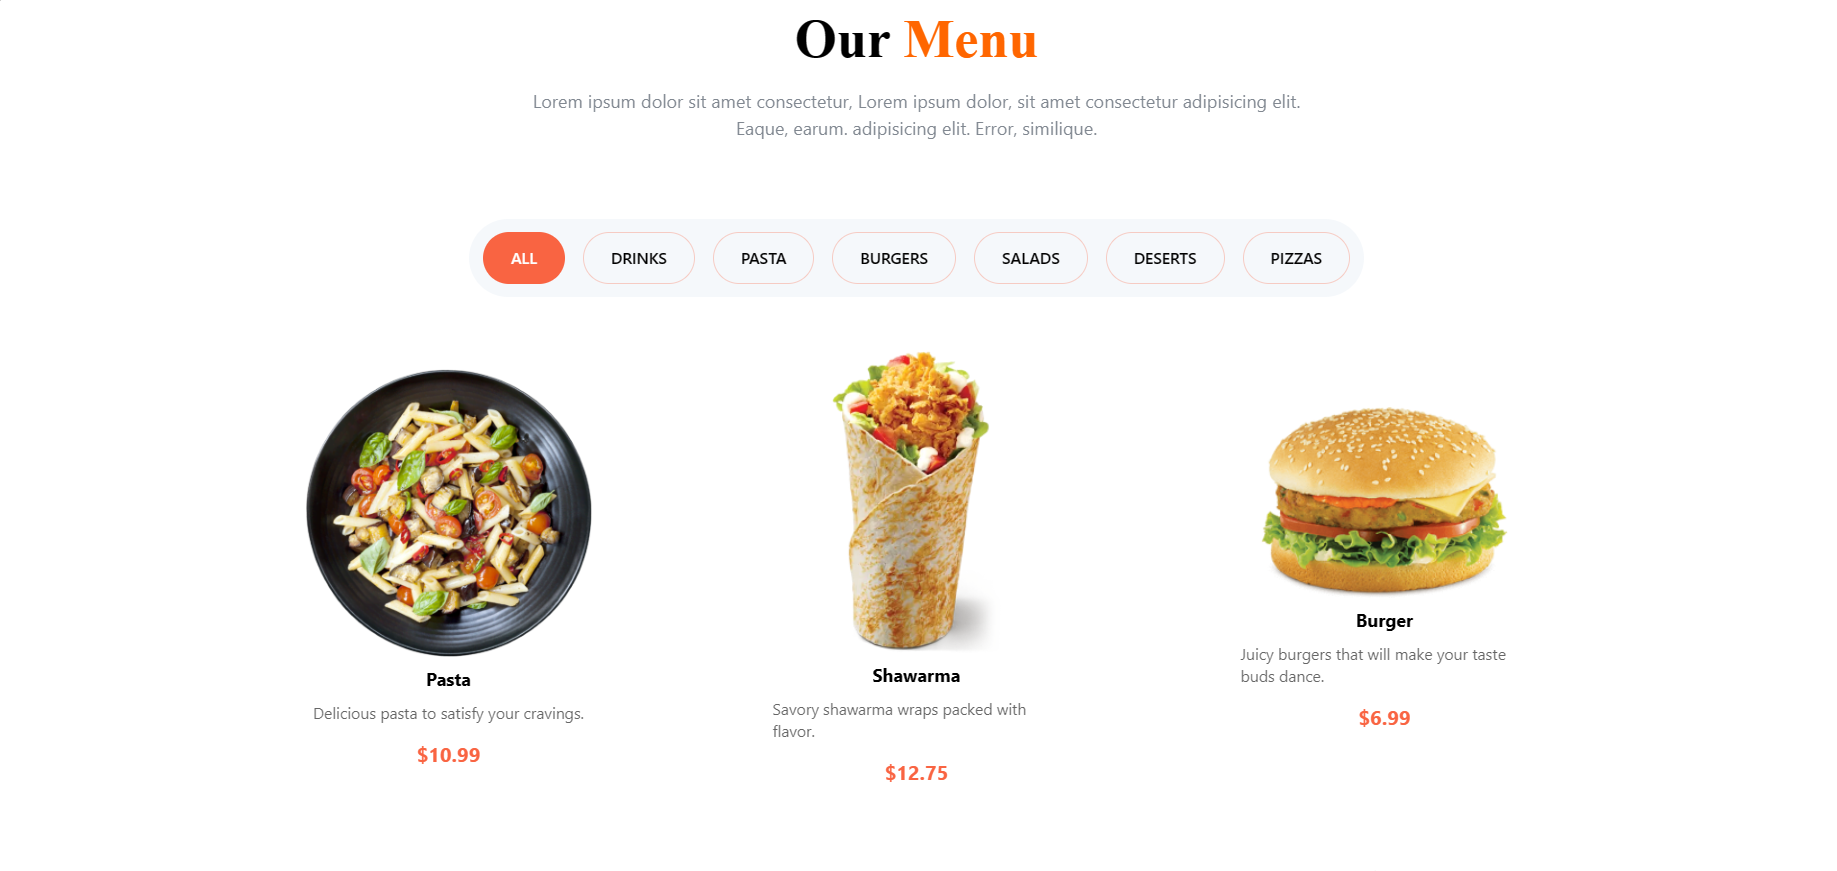 Our Menu
Lorem ipsum dolor sit amet consectetur, Lorem ipsum dolor, sit amet consectetur adipisicing elit.
Eaque, earum. adipisicing elit. Error, similique.
ALL DRINKS PASTA BURGERS SALADS DESERTS PIZZAS
Pasta
Delicious pasta to satisfy your cravings.
$10.99
Shawarma
Savory shawarma wraps packed with
flavor.
$12.75
Burger
Juicy burgers that will make your taste
buds dance.
$6.99